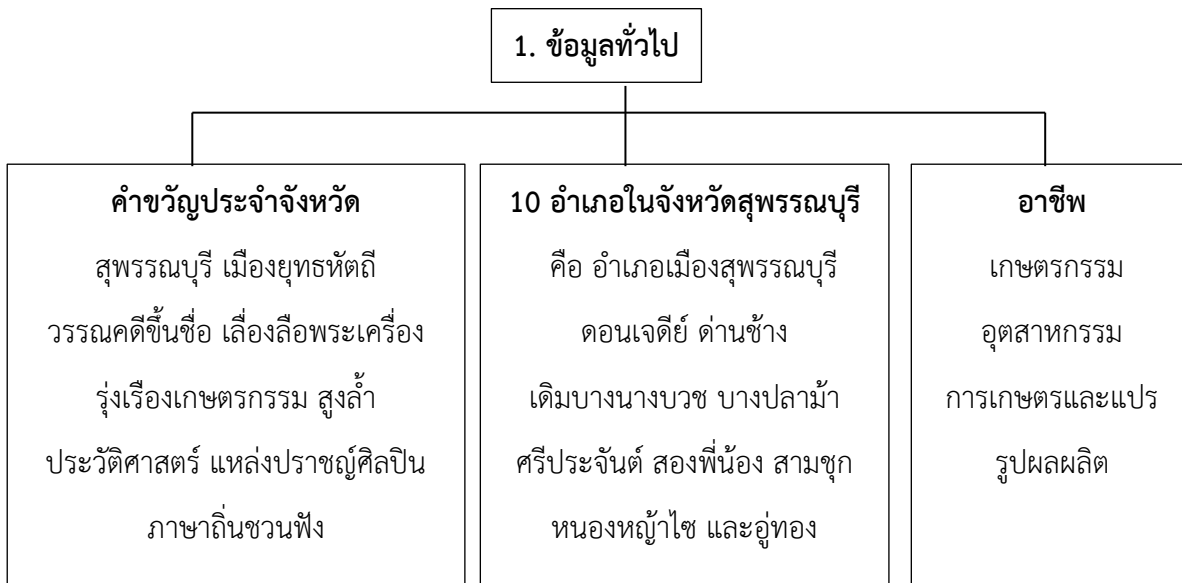 1. ข้อมูลทั่วไป
คำขวัญประจำจังหวัด
สุพรรณบุรี เมืองยุทธหัตถี
วรรณคดีขึ้นชื่อ เลื่องลือพระเครื่อง
รุ่งเรืองเกษตรกรรม สูงล้ำ
ประวัติศาสตร์ แหล่งปราชญ์ศิลปิน
ภาษาถิ่นชวนฟัง
10 อำเภอในจังหวัดสุพรรณบุรี
คือ อำเภอเมืองสุพรรณบุรี
ดอนเจดีย์ ด่านช้าง
เดิมบางนางบวช บางปลาม้า
ศรีประจันต์ สองพี่น้อง สามชุก
หนองหญ้าไซ และอู่ทอง
อาชีพ
เกษตรกรรม
อุตสาหกรรม
การเกษตรและแปร
รูปผลผลิต